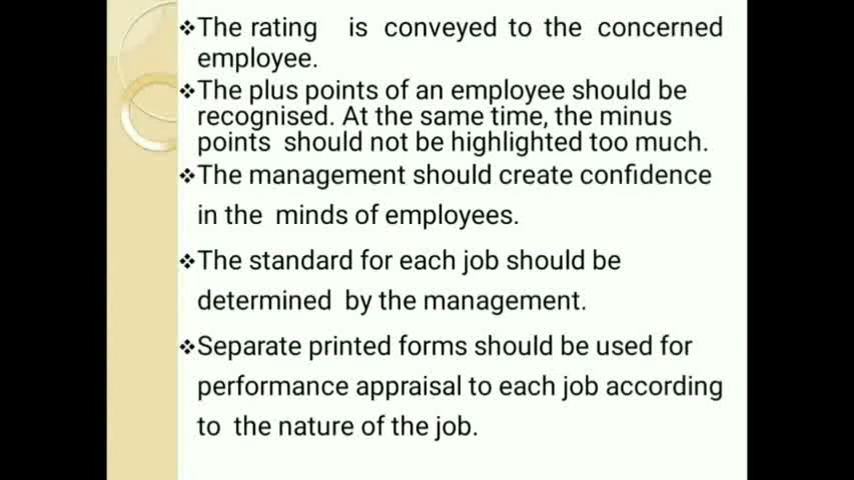 ❖The rating is conveyed to the concerned
employee.
❖The plus points of an employee should be
recognised. At the same time, the minus
points should not be highlighted too much.
❖The management should create confidence
in the minds of employees.
❖The standard for each job should be
determined by the management.
❖Separate printed forms should be used for
performance appraisal to each job according
to the nature of the job.